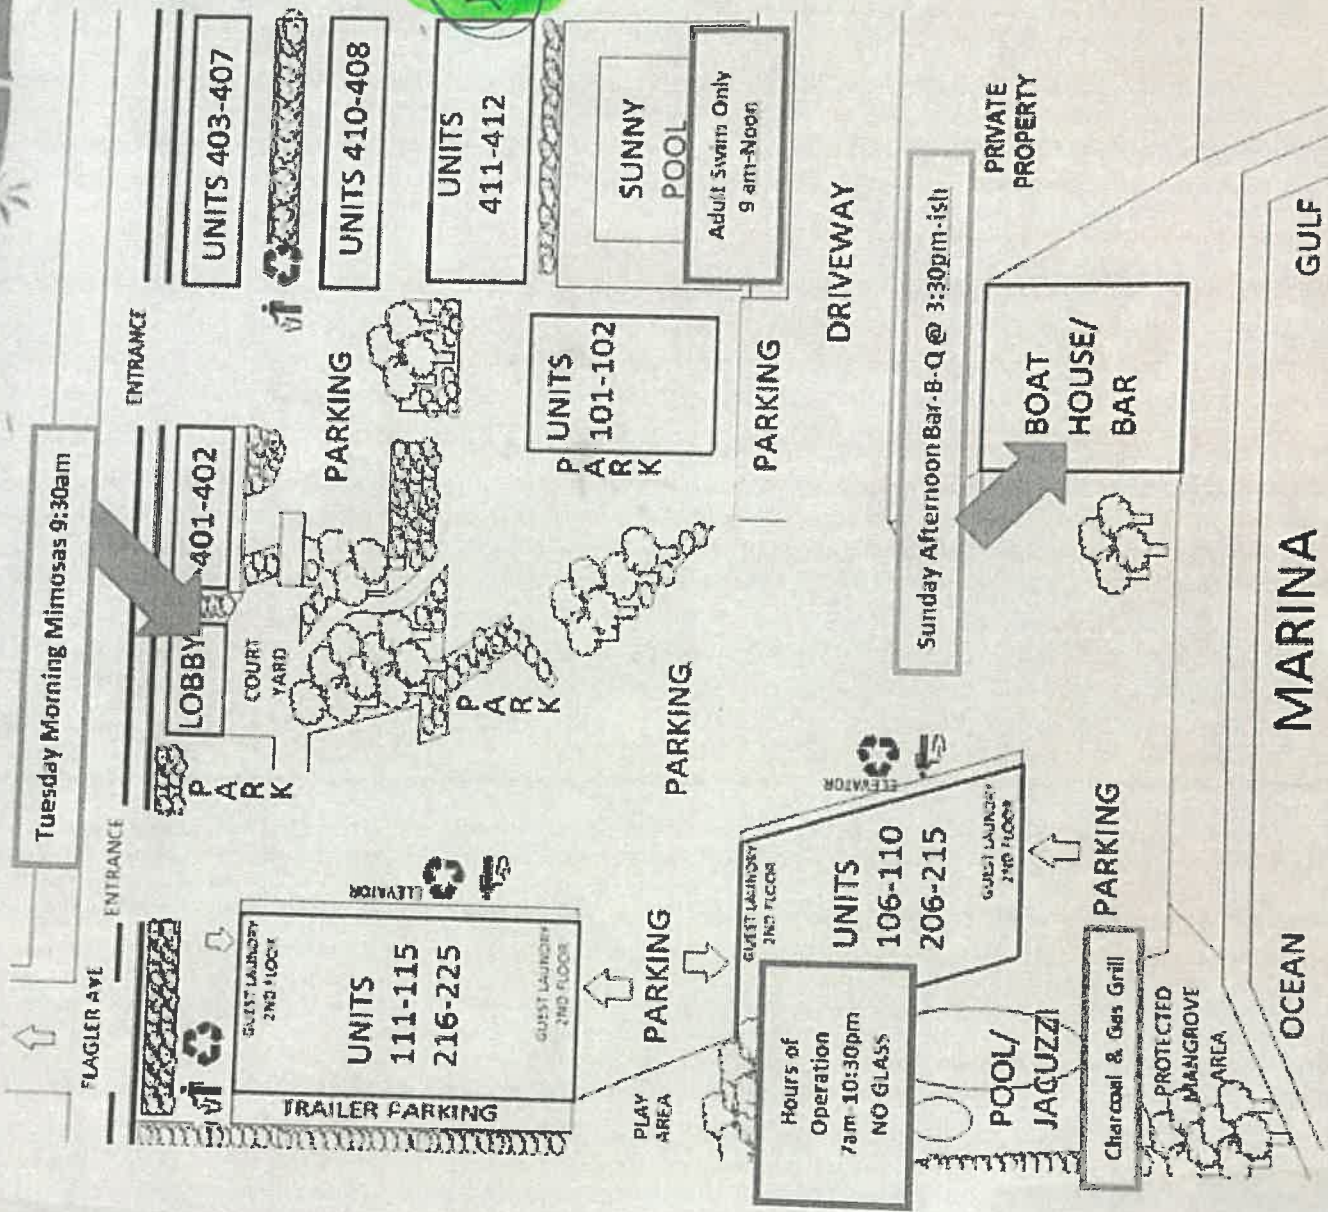 Tuesday Morning Mimosas 9:30am
FLAGLER AVE
ENTRANCE
ENTRANCE
LOBBY
401-402
UNITS 403-407
PARK
COURT
YARD
GUEST LAUNDRY
2ND FLOOR
UNITS
111-115
216-225
GUEST LAUNDRY
2ND FLOOR
TRAILER PARKING
ELEVATOR
PARKING
UNITS 410-408
UNITS
411-412
PARK
PARK
UNITS
101-102
SUNNY
POOL
Adult Swim Only
9 am-Noon
PLAY
AREA
PARKING
PARKING
PARKING
DRIVEWAY
GUEST LAUNDRY
2ND FLOOR
UNITS
106-110
206-215
GUEST LAUNDRY
2ND FLOOR
ELEVATOR
Hours of
Operation
7am-10:30pm
NO GLASS
Sunday Afternoon Bar-B-Q @ 3:30pm-ish
PRIVATE
PROPERTY
POOL/
JACUZZI
BOAT
HOUSE/
BAR
Charcoal & Gas Grill
PARKING
PROTECTED
MANGROVE
AREA
OCEAN
MARINA
GULF